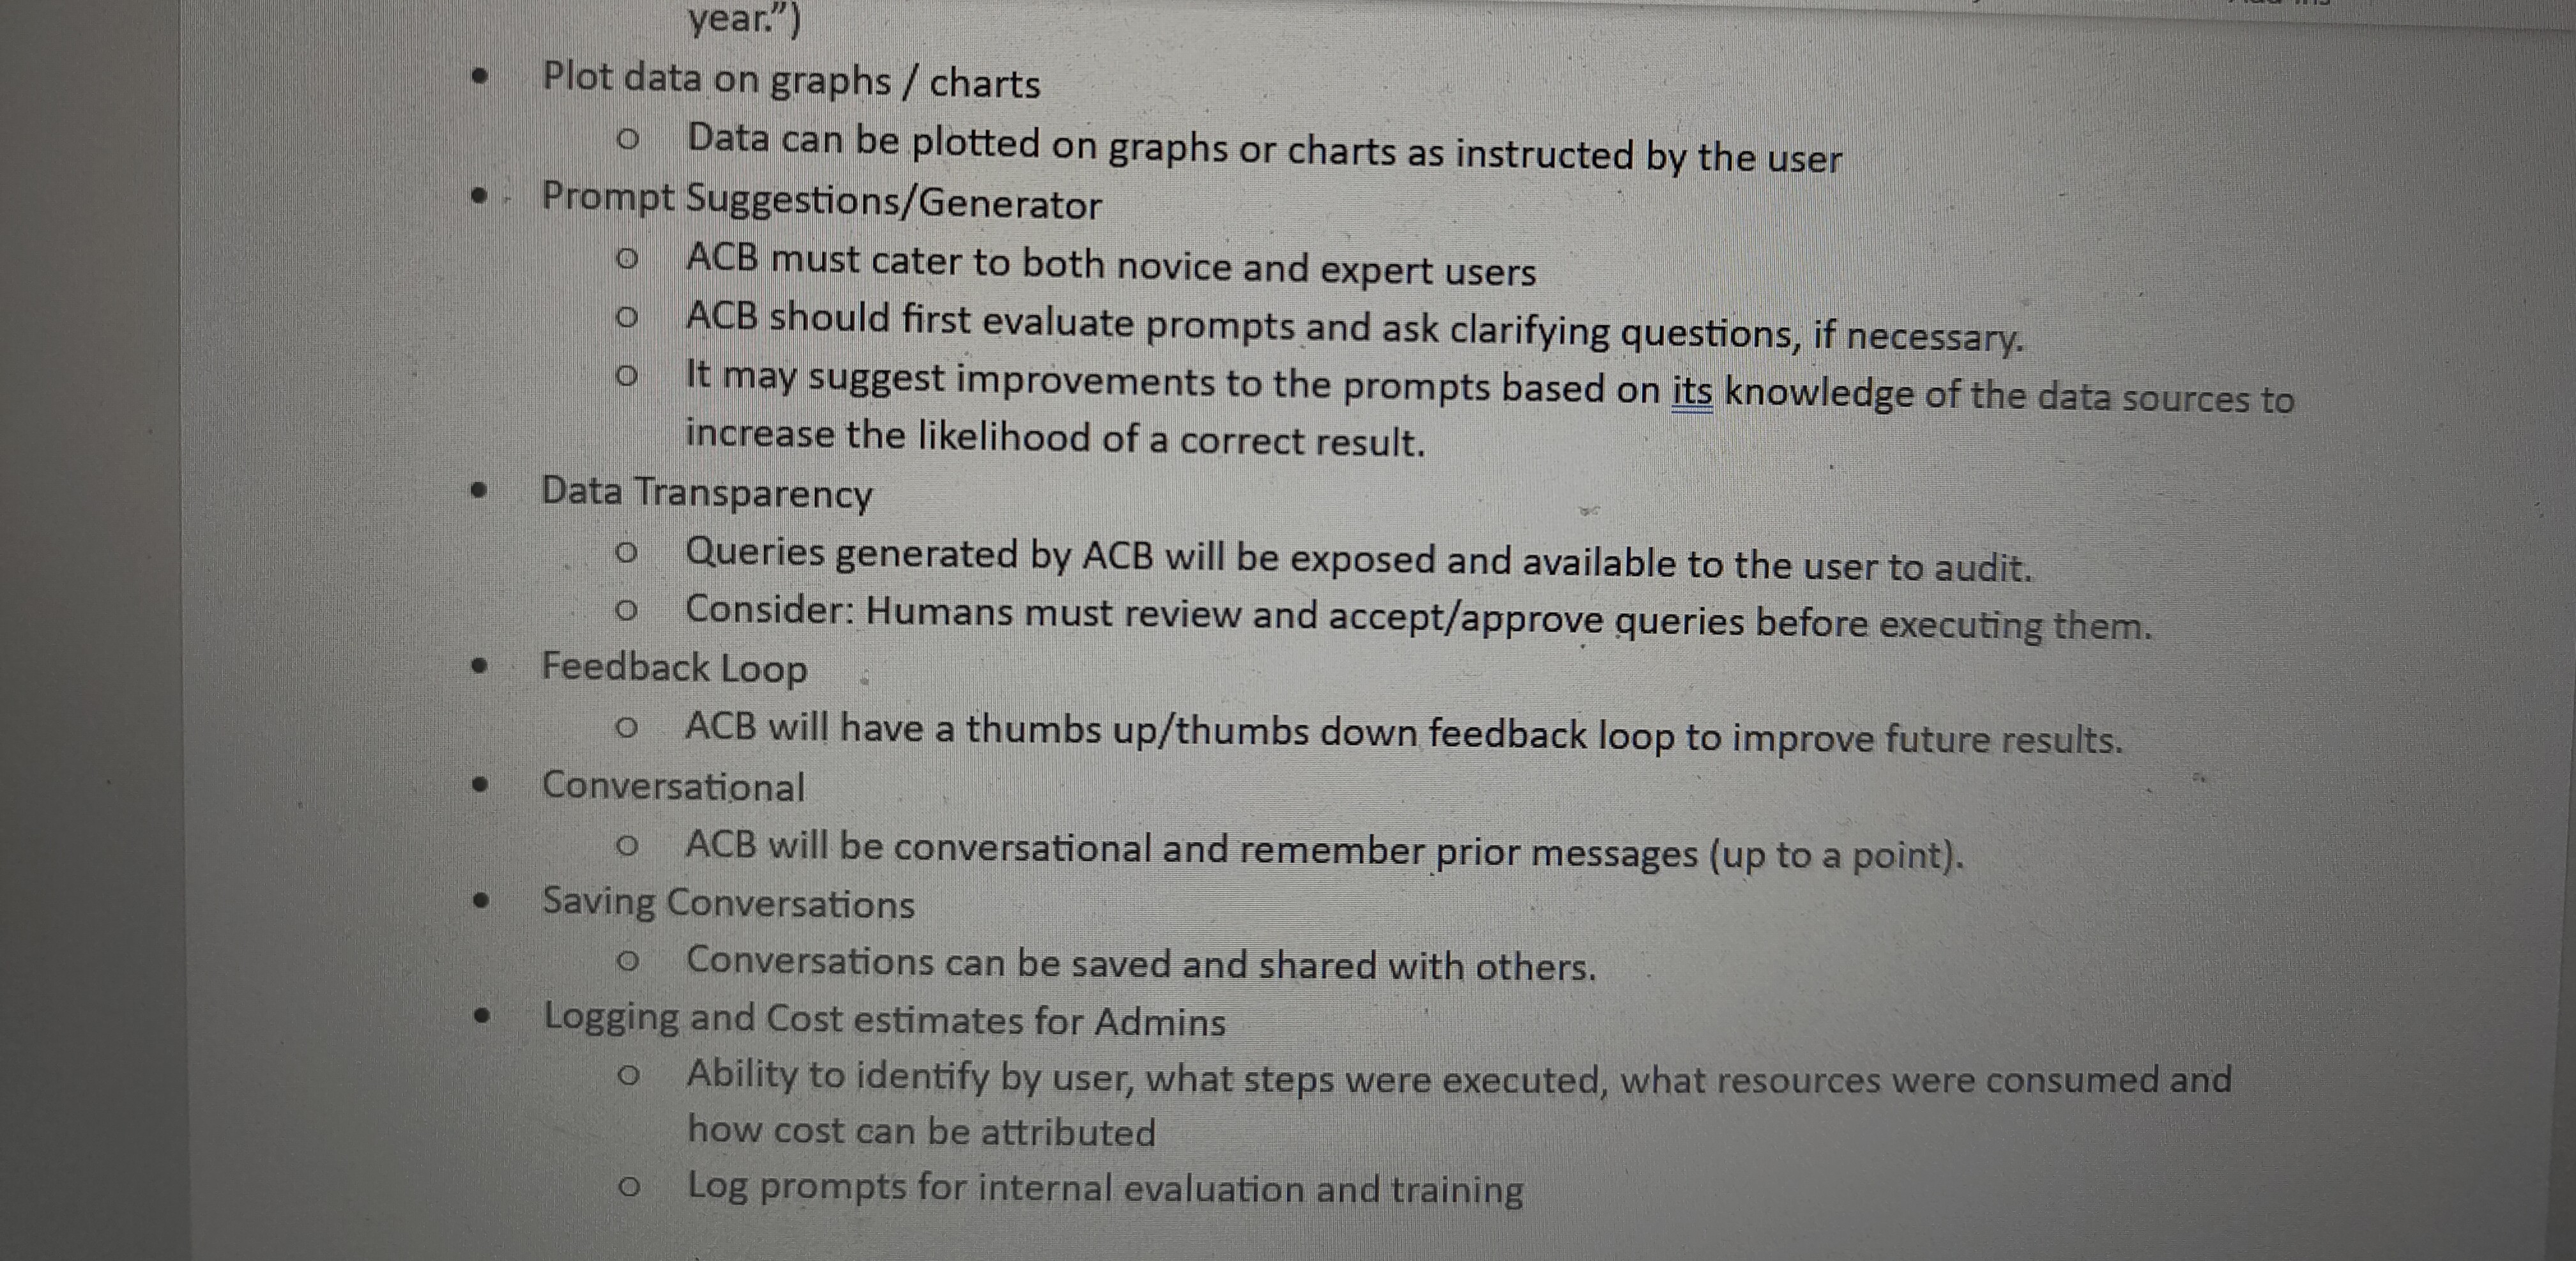 year.”)
• Plot data on graphs / charts
o Data can be plotted on graphs or charts as instructed by the user
• Prompt Suggestions/Generator
o ACB must cater to both novice and expert users
o ACB should first evaluate prompts and ask clarifying questions, if necessary.
o It may suggest improvements to the prompts based on its knowledge of the data sources to
increase the likelihood of a correct result.
• Data Transparency
o Queries generated by ACB will be exposed and available to the user to audit.
o Consider: Humans must review and accept/approve queries before executing them.
• Feedback Loop
o ACB will have a thumbs up/thumbs down feedback loop to improve future results.
• Conversational
o ACB will be conversational and remember prior messages (up to a point).
• Saving Conversations
o Conversations can be saved and shared with others.
• Logging and Cost estimates for Admins
o Ability to identify by user, what steps were executed, what resources were consumed and
how cost can be attributed
o Log prompts for internal evaluation and training